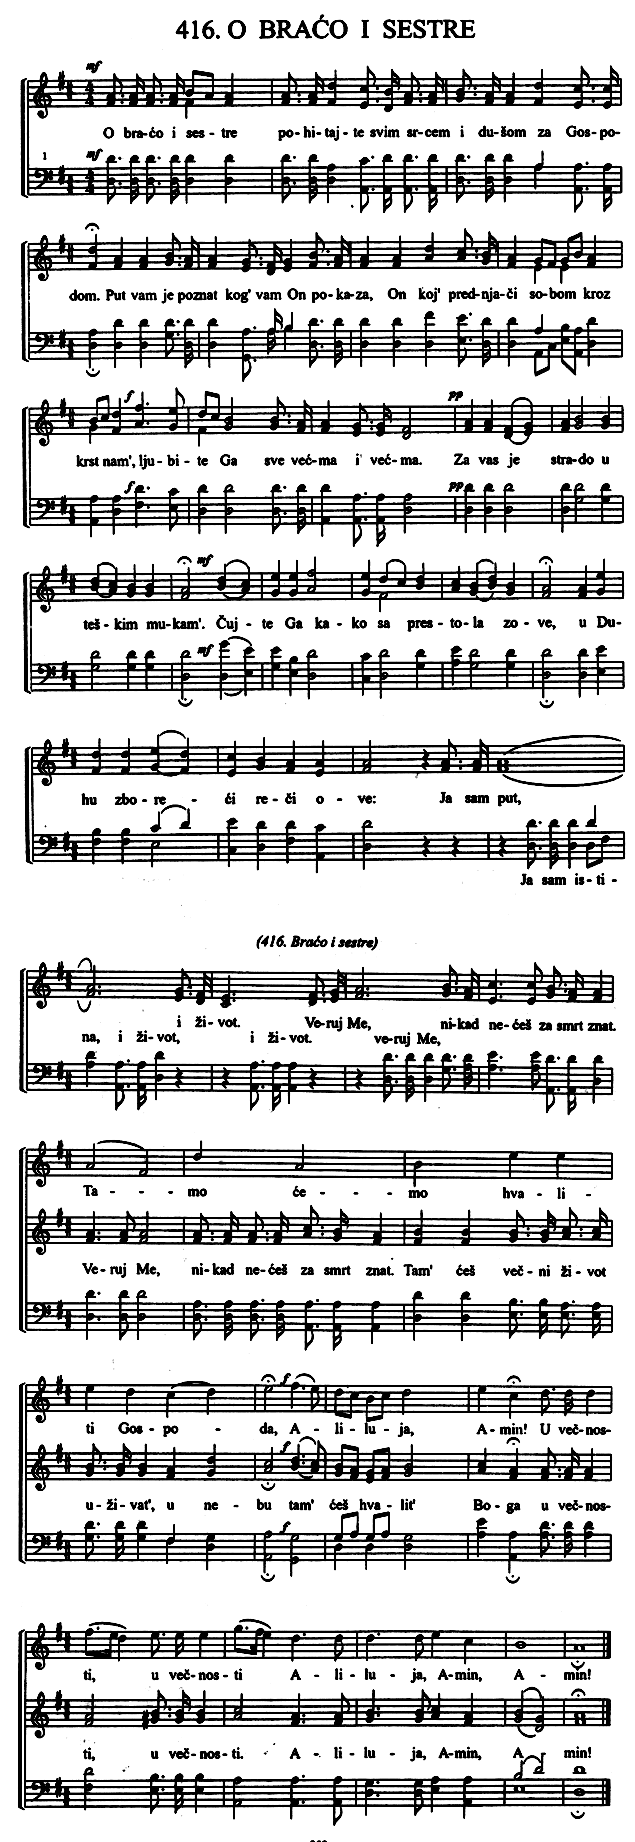 416. O BRAĆO I SESTRE
mf
O bra-ćo i ses - tre po-hi-taj-te svim sr-cem i du-šom za Gos-po-
1 mf
dom. Put vam je poznat kog' vam On po-ka-za, On koj' pred-nja-či so-bom kroz
f pp
krst nam', lju-bi-te Ga sve već-ma i već-ma. Za vas je stra-do u
f pp
mf
teš-kim mu-kam'. Čuj-te Ga ka-ko sa pres-to-la zo-ve, u Du-
mf
hu zbo-re - ći re-či o-ve: Ja sam put,
Ja sam is-ti-
(416. Braćo i sestre)
i ži-vot. Ve-ruj Me, ni-kad ne-ćeš za smrt znat.
na, i ži-vot, i ži-vot. ve-ruj Me,
Ta - - - mo će - - mo hva-li-
Ve-ruj Me, ni-kad ne-ćeš za smrt znat. Tam' ćeš več-ni ži-vot
f
ti Gos-po - da, A-li-lu-ja, A-min! U več-nos-
f
u-ži-vat', u ne - bu tam' ćeš hva-lit' Bo-ga u več-nos-
f
ti, u več-nos-ti A - li-lu-ja, A-min, A - min!
ti, u več-nos-ti. A - li-lu-ja, A-min, A min!